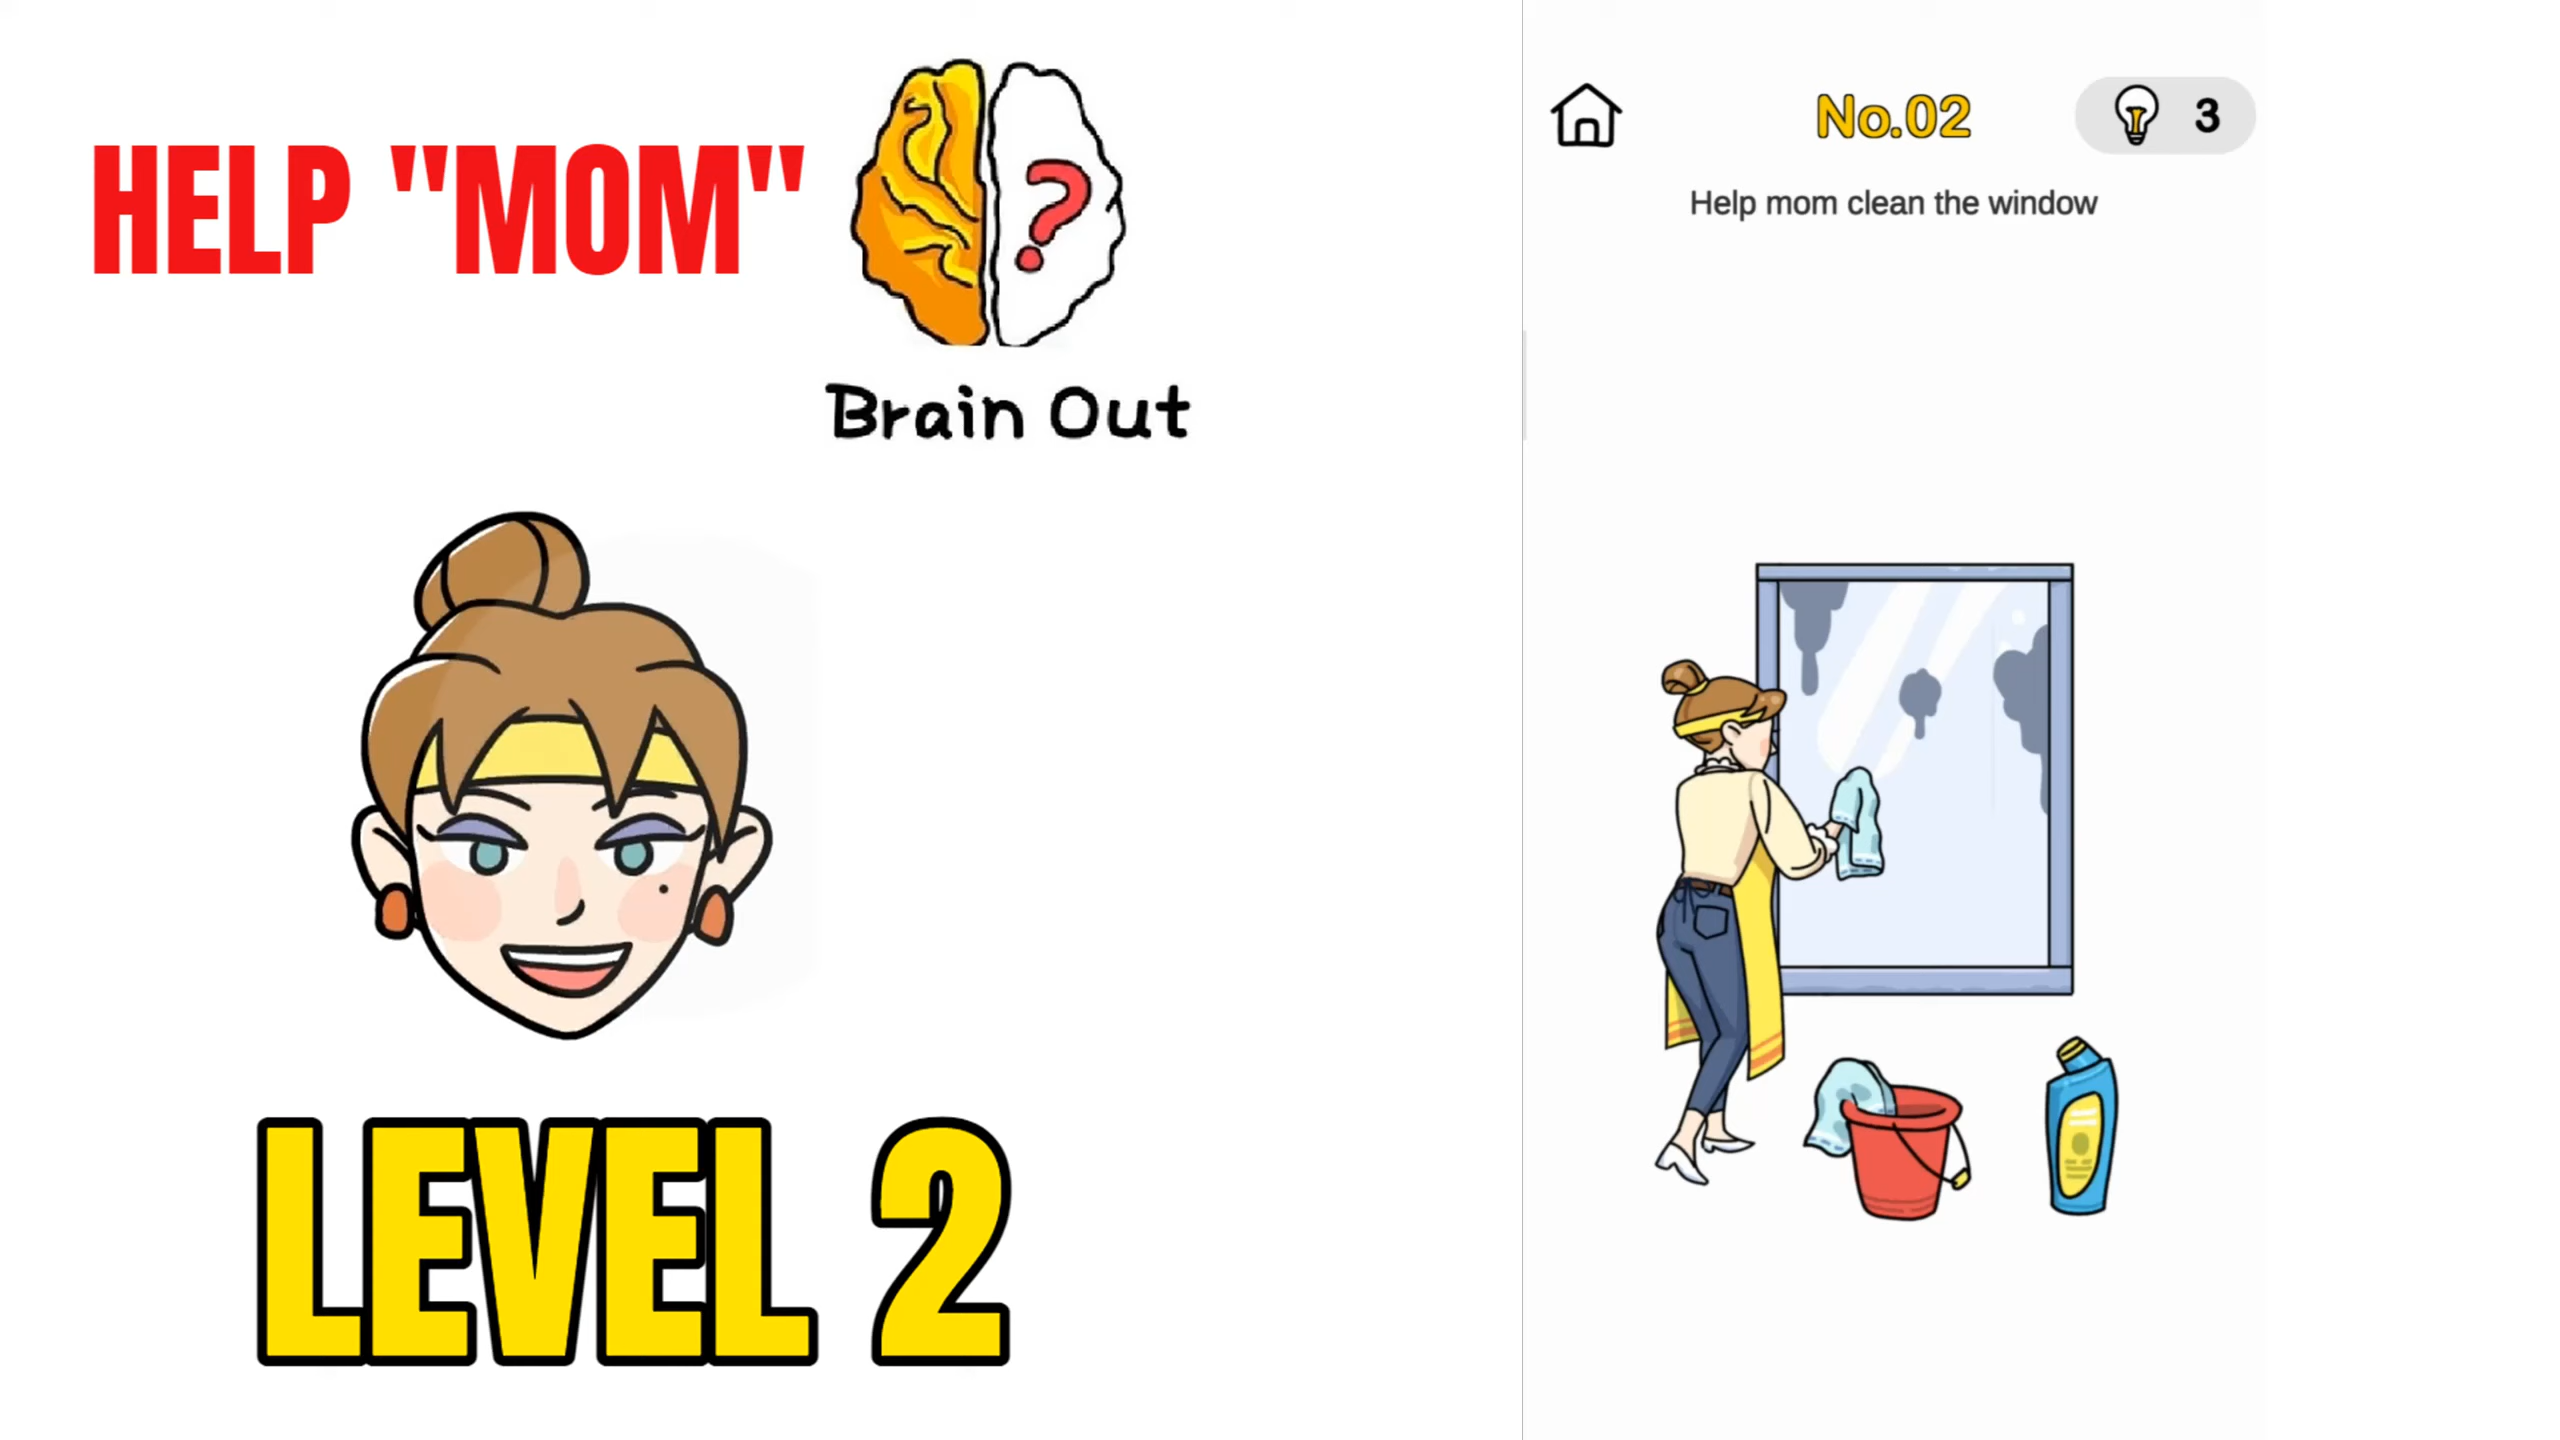 HELP "MOM"
?
Brain Out
LEVEL 2
No.02
3
Help mom clean the window